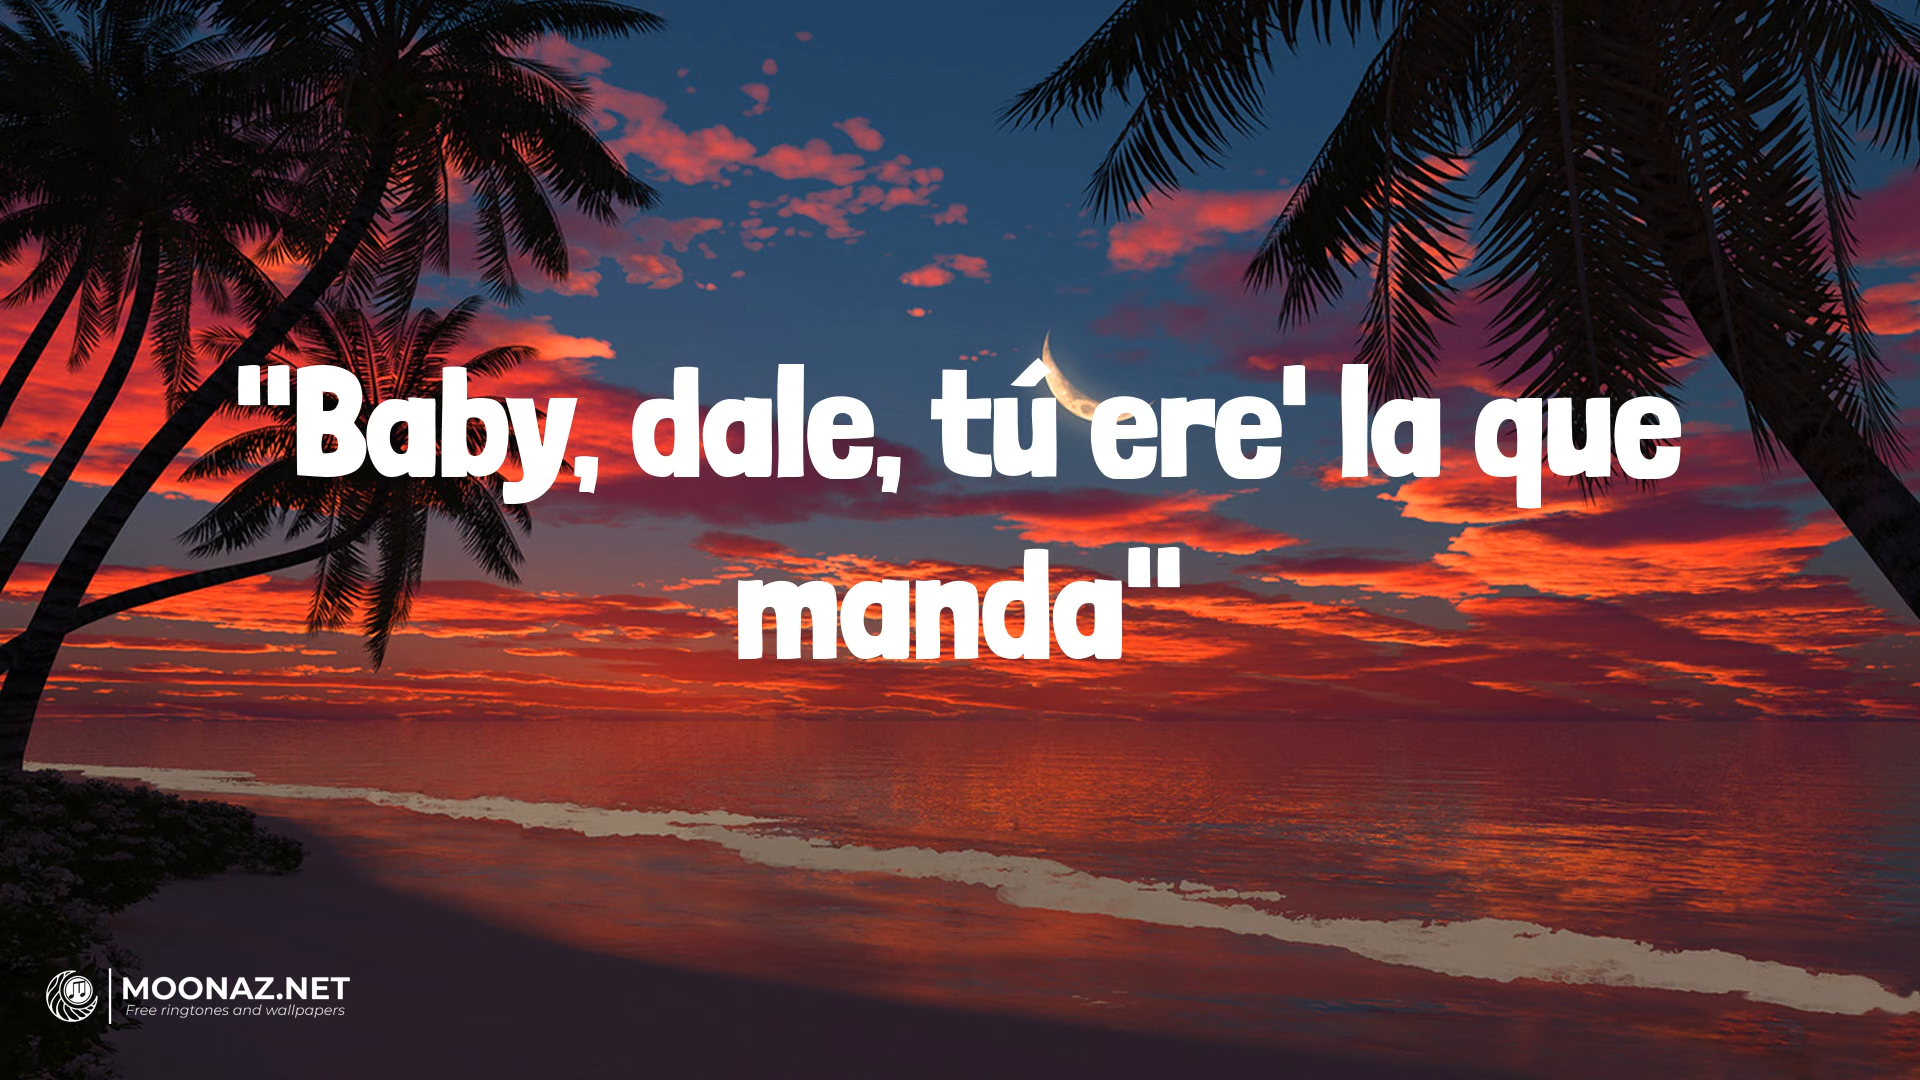 "Baby, dale, tú ere' la que
manda"
MOONAZ.NET
Free ringtones and wallpapers